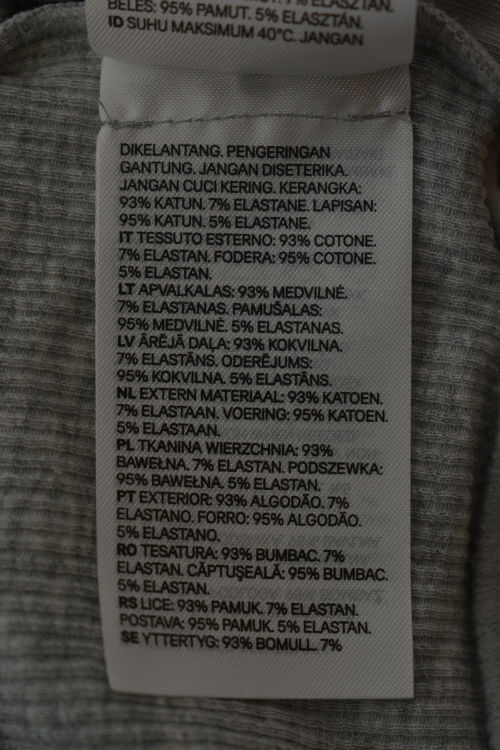 BÉLÉS: 95% PAMUT. 5% ELASZTÁN.
ID SUHU MAKSIMUM 40°C. JANGAN
DIKELANTANG. PENGERINGAN
GANTUNG. JANGAN DISETERIKA.
JANGAN CUCI KERING. KERANGKA:
93% KATUN. 7% ELASTANE. LAPISAN:
95% KATUN. 5% ELASTANE.
IT TESSUTO ESTERNO: 93% COTONE.
7% ELASTAN. FODERA: 95% COTONE.
5% ELASTAN.
LT APVALKALAS: 93% MEDVILNĖ.
7% ELASTANAS. PAMUŠALAS:
95% MEDVILNĖ. 5% ELASTANAS.
LV ĀRĒJĀ DAĻA: 93% KOKVILNA.
7% ELASTĀNS. ODERĒJUMS:
95% KOKVILNA. 5% ELASTĀNS.
NL EXTERN MATERIAAL: 93% KATOEN.
7% ELASTAAN. VOERING: 95% KATOEN.
5% ELASTAAN.
PL TKANINA WIERZCHNIA: 93%
BAWEŁNA. 7% ELASTAN. PODSZEWKA:
95% BAWEŁNA. 5% ELASTAN.
PT EXTERIOR: 93% ALGODÃO. 7%
ELASTANO. FORRO: 95% ALGODÃO.
5% ELASTANO.
RO TESATURA: 93% BUMBAC. 7%
ELASTAN. CĂPTUŞEALĂ: 95% BUMBAC.
5% ELASTAN.
RS LICE: 93% PAMUK. 7% ELASTAN.
POSTAVA: 95% PAMUK. 5% ELASTAN.
SE YTTERTYG: 93% BOMULL. 7%